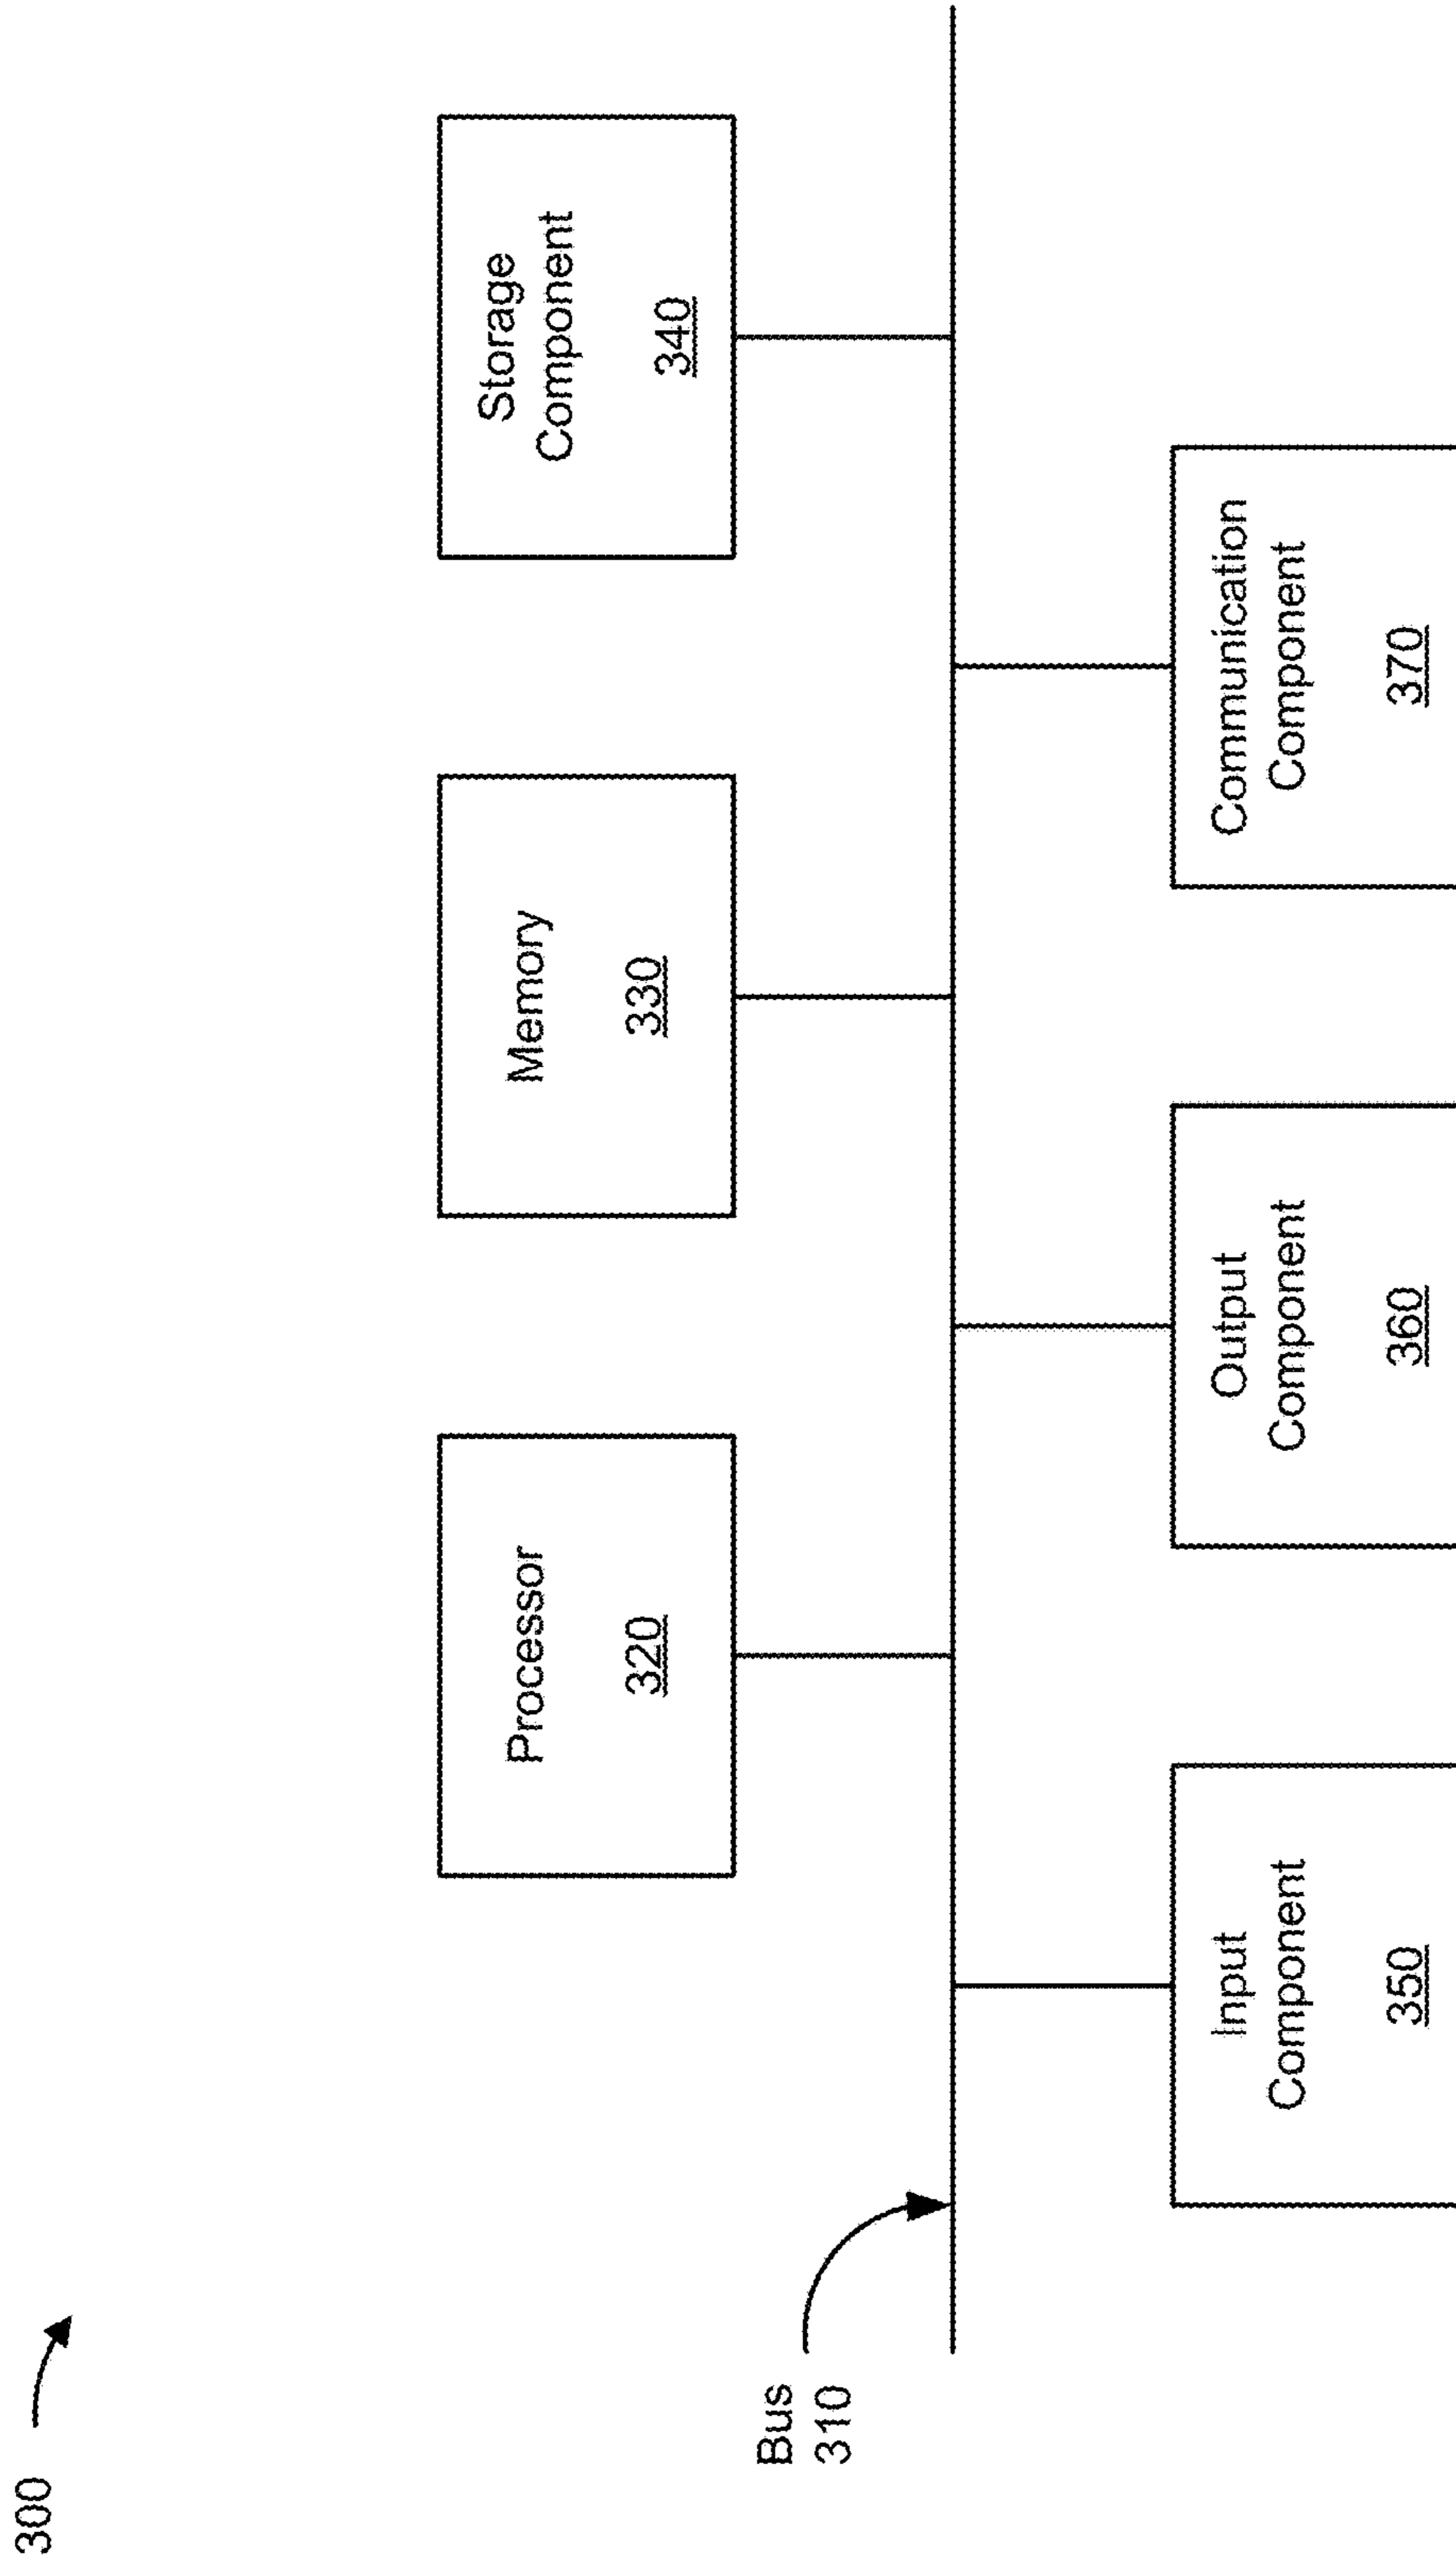 300
Bus
310
Processor
320
Memory
330
Storage
Component
340
Input
Component
350
Output
Component
360
Communication
Component
370